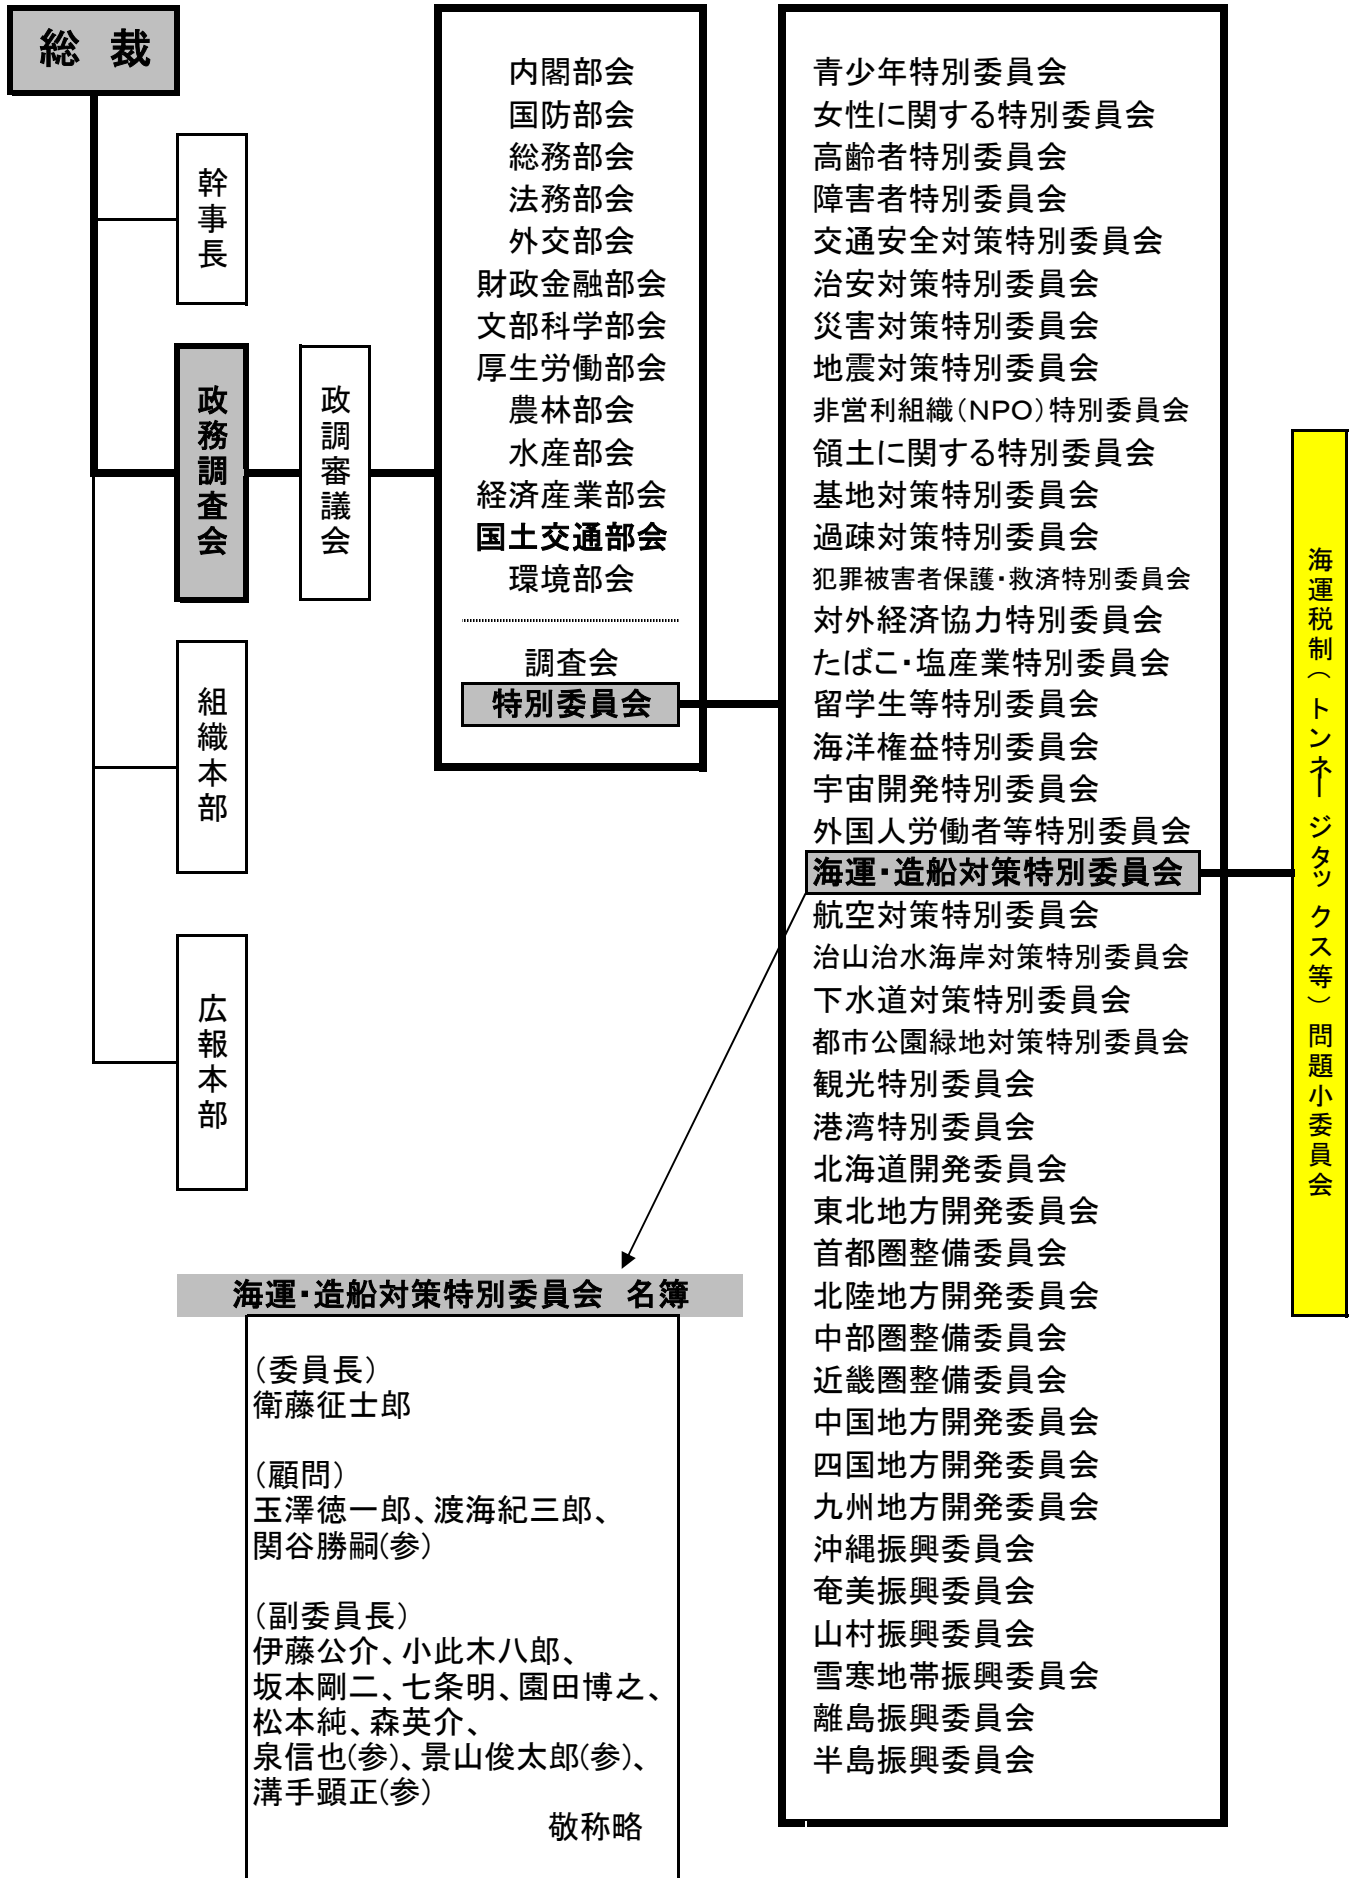 総　裁
幹事長
政務調査会
政調審議会
組織本部
広報本部
内閣部会
国防部会
総務部会
法務部会
外交部会
財政金融部会
文部科学部会
厚生労働部会
農林部会
水産部会
経済産業部会
国土交通部会
環境部会
調査会
特別委員会
青少年特別委員会
女性に関する特別委員会
高齢者特別委員会
障害者特別委員会
交通安全対策特別委員会
治安対策特別委員会
災害対策特別委員会
地震対策特別委員会
非営利組織（ＮＰＯ）特別委員会
領土に関する特別委員会
基地対策特別委員会
過疎対策特別委員会
犯罪被害者保護・救済特別委員会
対外経済協力特別委員会
たばこ・塩産業特別委員会
留学生等特別委員会
海洋権益特別委員会
宇宙開発特別委員会
外国人労働者等特別委員会
海運・造船対策特別委員会
航空対策特別委員会
治山治水海岸対策特別委員会
下水道対策特別委員会
都市公園緑地対策特別委員会
観光特別委員会
港湾特別委員会
北海道開発委員会
東北地方開発委員会
首都圏整備委員会
北陸地方開発委員会
中部圏整備委員会
近畿圏整備委員会
中国地方開発委員会
四国地方開発委員会
九州地方開発委員会
沖縄振興委員会
奄美振興委員会
山村振興委員会
雪寒地帯振興委員会
離島振興委員会
半島振興委員会
海運税制（トンネージタックス等）問題小委員会
海運・造船対策特別委員会　名簿
（委員長）
衛藤征士郎
（顧問）
玉澤徳一郎、渡海紀三郎、
関谷勝嗣(参)
（副委員長）
伊藤公介、小此木八郎、
坂本剛二、七条明、園田博之、
松本純、森英介、
泉信也(参)、景山俊太郎(参)、
溝手顕正(参)
敬称略